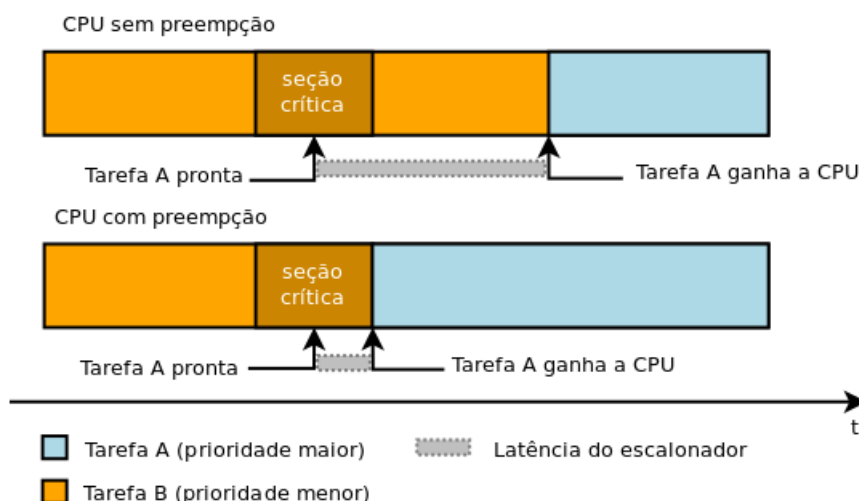 CPU sem preempção
seção
crítica
Tarefa A pronta
Tarefa A ganha a CPU
CPU com preempção
seção
crítica
Tarefa A pronta
Tarefa A ganha a CPU
t
Tarefa A (prioridade maior)
Latência do escalonador
Tarefa B (prioridade menor)